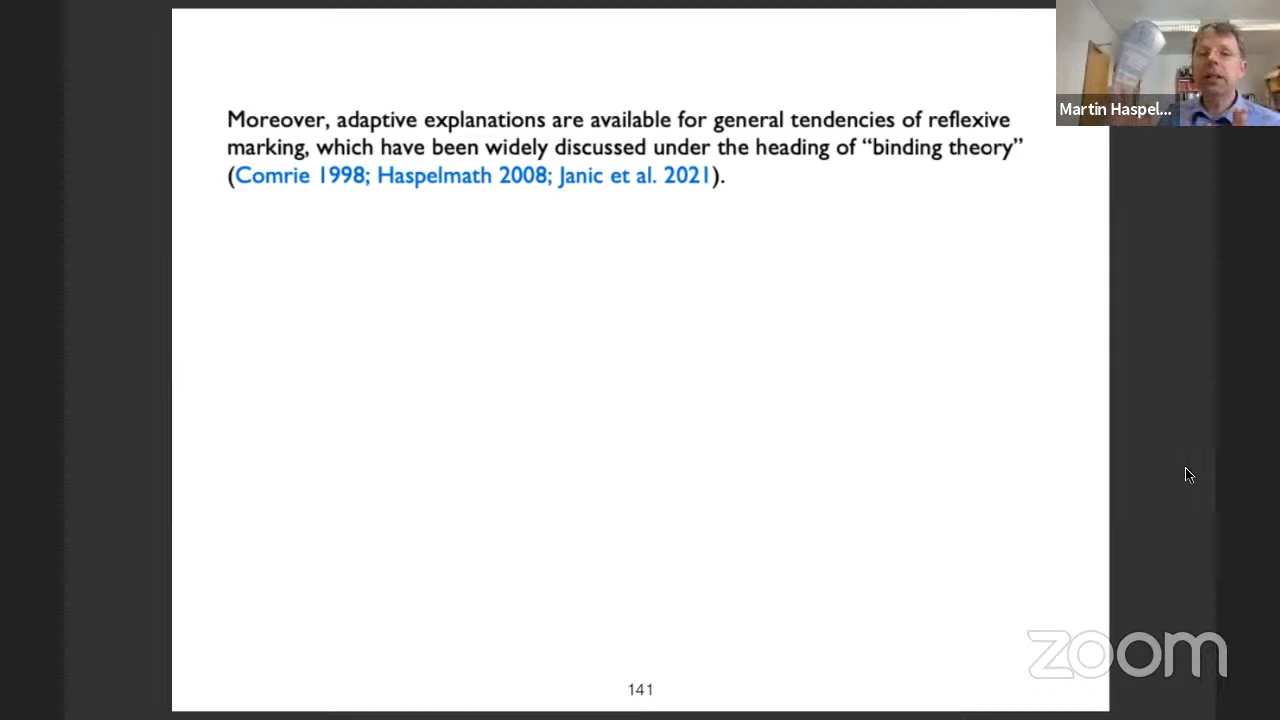 Moreover, adaptive explanations are available for general tendencies of reflexive
marking, which have been widely discussed under the heading of “binding theory”
(Comrie 1998; Haspelmath 2008; Janic et al. 2021).
Martin Haspel...
zoom
141